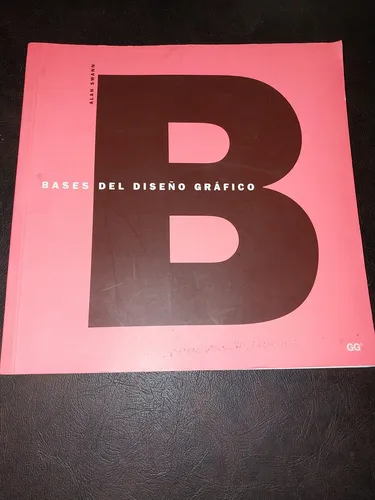 ALAN SWANN
B
BASES DEL DISEÑO GRÁFICO
GG